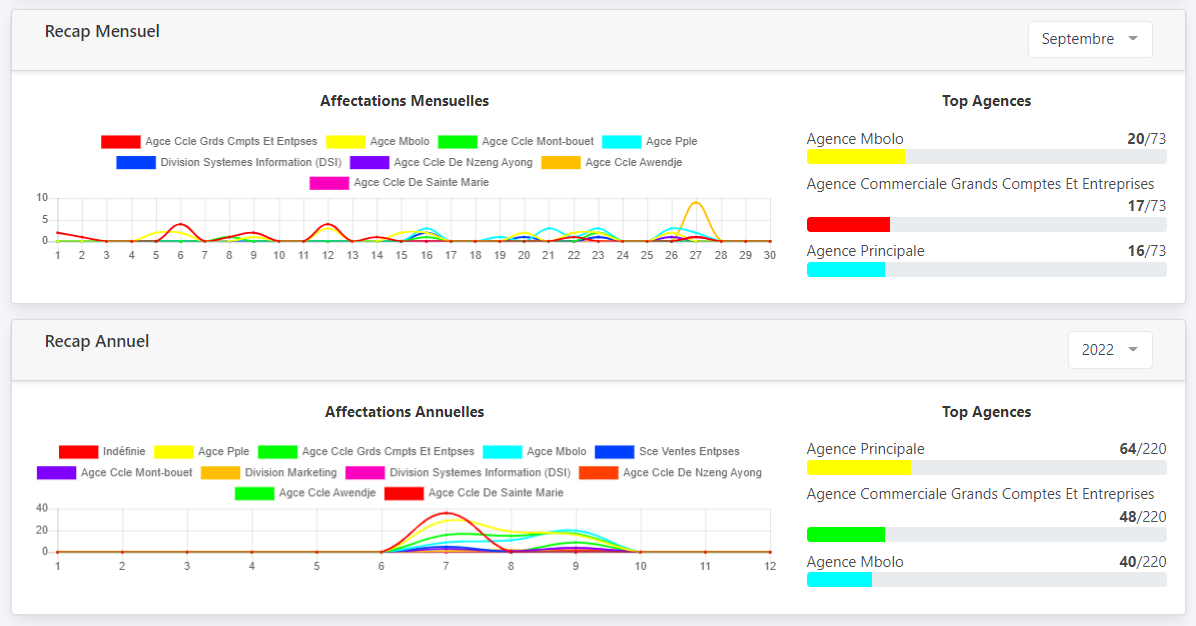 Recap Mensuel
Septembre
Affectations Mensuelles
Agce Ccle Grds Cmpts Et Entpses Agce Mbolo Agce Ccle Mont-bouet Agce Pple
Division Systemes Information (DSI) Agce Ccle De Nzeng Ayong Agce Ccle Awendje
Agce Ccle De Sainte Marie
10
5
0
1 2 3 4 5 6 7 8 9 10 11 12 13 14 15 16 17 18 19 20 21 22 23 24 25 26 27 28 29 30
Top Agences
Agence Mbolo 20/73
Agence Commerciale Grands Comptes Et Entreprises
17/73
Agence Principale 16/73
Recap Annuel
2022
Affectations Annuelles
Indéfinie Agce Pple Agce Ccle Grds Cmpts Et Entpses Agce Mbolo Sce Ventes Entpses
Agce Ccle Mont-bouet Division Marketing Division Systemes Information (DSI) Agce Ccle De Nzeng Ayong
Agce Ccle Awendje Agce Ccle De Sainte Marie
40
20
0
1 2 3 4 5 6 7 8 9 10 11 12
Top Agences
Agence Principale 64/220
Agence Commerciale Grands Comptes Et Entreprises
48/220
Agence Mbolo 40/220